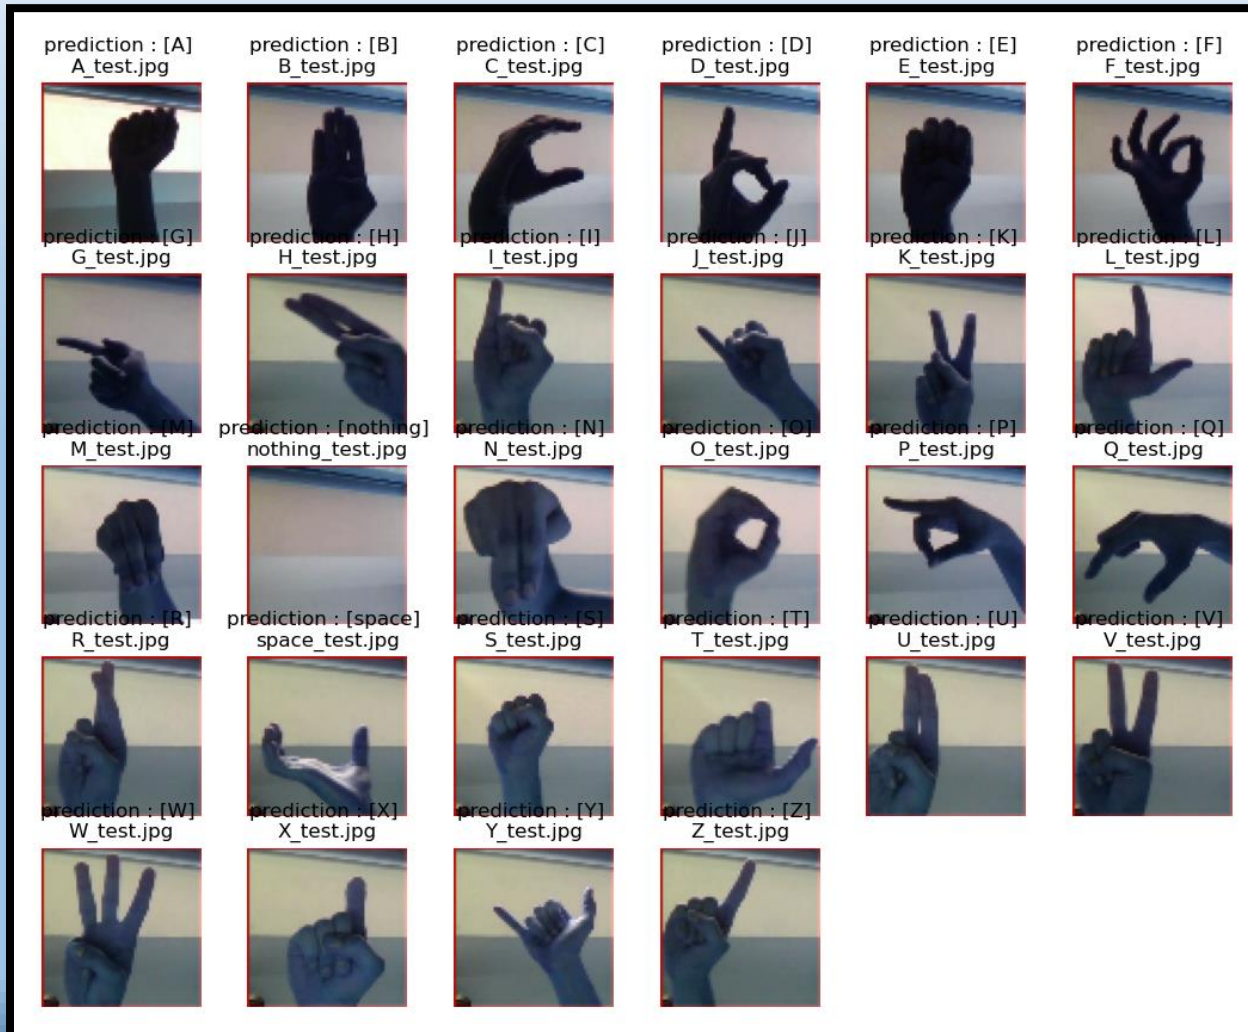 prediction : [A]
A_test.jpg
prediction : [B]
B_test.jpg
prediction : [C]
C_test.jpg
prediction : [D]
D_test.jpg
prediction : [E]
E_test.jpg
prediction : [F]
F_test.jpg
prediction : [G]
G_test.jpg
prediction : [H]
H_test.jpg
prediction : [I]
I_test.jpg
prediction : [J]
J_test.jpg
prediction : [K]
K_test.jpg
prediction : [L]
L_test.jpg
prediction : [M]
M_test.jpg
prediction : [nothing]
nothing_test.jpg
prediction : [N]
N_test.jpg
prediction : [O]
O_test.jpg
prediction : [P]
P_test.jpg
prediction : [Q]
Q_test.jpg
prediction : [R]
R_test.jpg
prediction : [space]
space_test.jpg
prediction : [S]
S_test.jpg
prediction : [T]
T_test.jpg
prediction : [U]
U_test.jpg
prediction : [V]
V_test.jpg
prediction : [W]
W_test.jpg
prediction : [X]
X_test.jpg
prediction : [Y]
Y_test.jpg
prediction : [Z]
Z_test.jpg